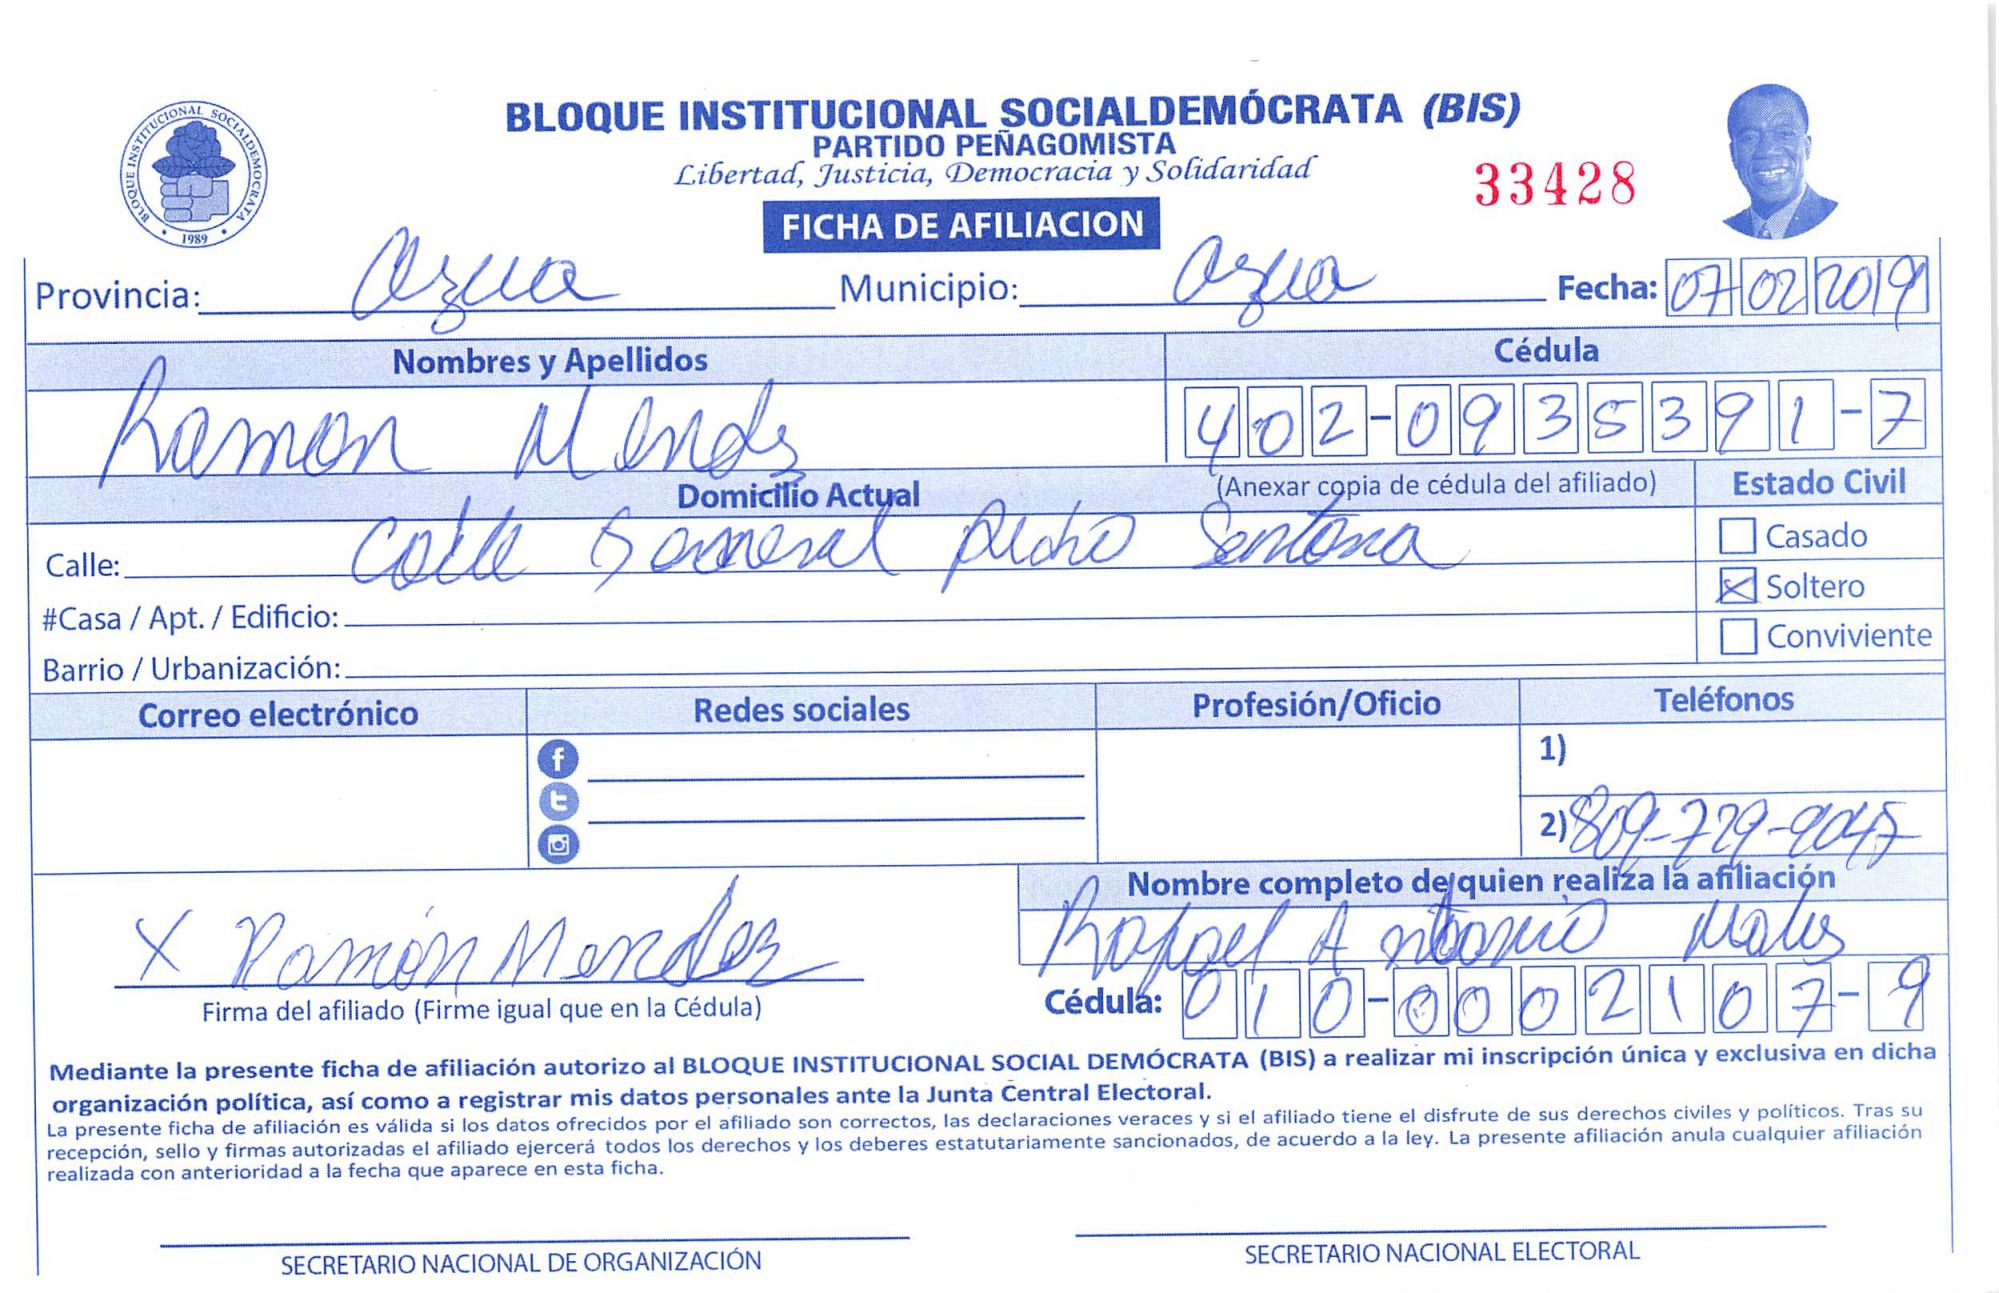 BLOQUE INSTITUCIONAL SOCIALDEMÓCRATA (BIS)
PARTIDO PEÑAGOMISTA
Libertad, Justicia, Democracia y Solidaridad
33428
BLOQUE INSTITUCIONAL SOCIALDEMOCRATA
1989
FICHA DE AFILIACION
Provincia: Azua Municipio: Azua Fecha: 07 02 2019
Nombres y Apellidos Cédula
Ramon Mendez 402-0935391-7
Domicilio Actual (Anexar copia de cédula del afiliado) Estado Civil
Calle: Calle General Pedro Santana Casado
#Casa / Apt. / Edificio: Soltero
Barrio / Urbanización: Conviviente
Correo electrónico Redes sociales Profesión/Oficio Teléfonos
1)
2) 809-729-9047
Nombre completo de quien realiza la afiliación
X Ramón Mendez Rafael Antonio
Firma del afiliado (Firme igual que en la Cédula) Cédula: 010-0002107-9
Mediante la presente ficha de afiliación autorizo al BLOQUE INSTITUCIONAL SOCIAL DEMÓCRATA (BIS) a realizar mi inscripción única y exclusiva en dicha
organización política, así como a registrar mis datos personales ante la Junta Central Electoral.
La presente ficha de afiliación es válida si los datos ofrecidos por el afiliado son correctos, las declaraciones veraces y si el afiliado tiene el disfrute de sus derechos civiles y políticos. Tras su
recepción, sello y firmas autorizadas el afiliado ejercerá todos los derechos y los deberes estatutariamente sancionados, de acuerdo a la ley. La presente afiliación anula cualquier afiliación
realizada con anterioridad a la fecha que aparece en esta ficha.
SECRETARIO NACIONAL DE ORGANIZACIÓN SECRETARIO NACIONAL ELECTORAL